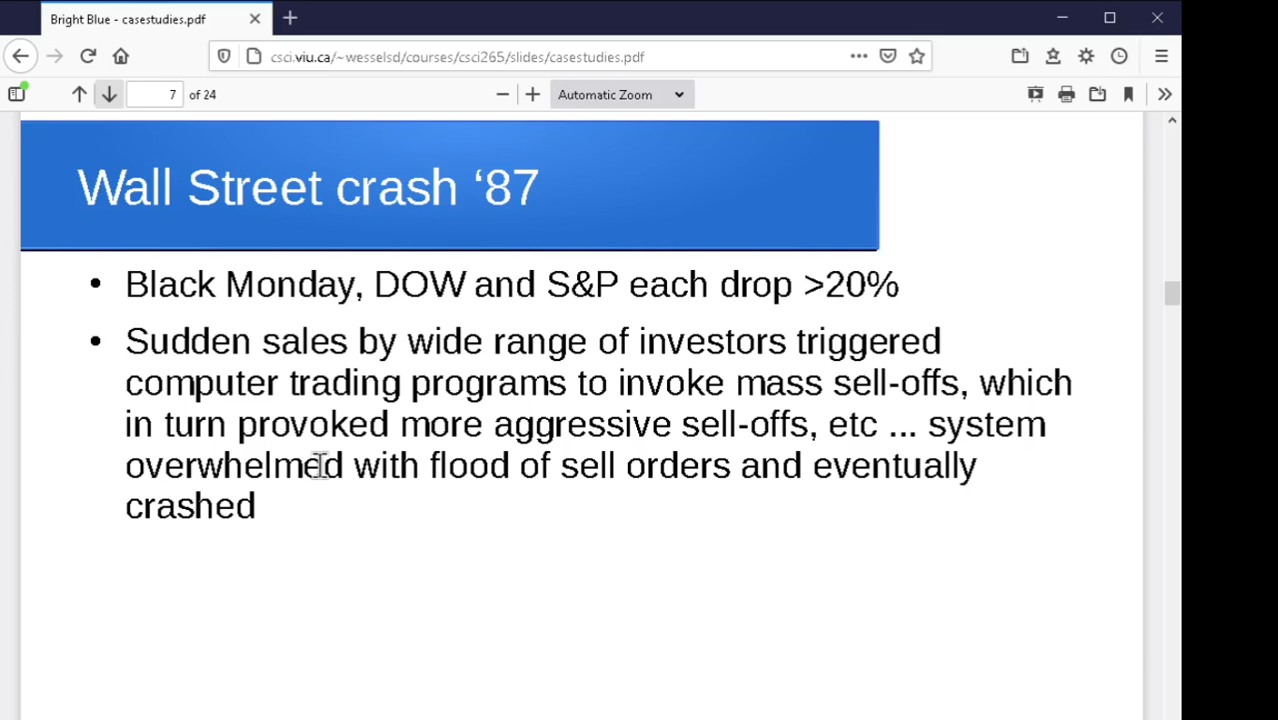 Bright Blue - casestudies.pdf
csci.viu.ca/~wesselsd/courses/csci265/slides/casestudies.pdf
7 of 24
Automatic Zoom
Wall Street crash ‘87
• Black Monday, DOW and S&P each drop >20%
• Sudden sales by wide range of investors triggered
computer trading programs to invoke mass sell-offs, which
in turn provoked more aggressive sell-offs, etc ... system
overwhelmed with flood of sell orders and eventually
crashed